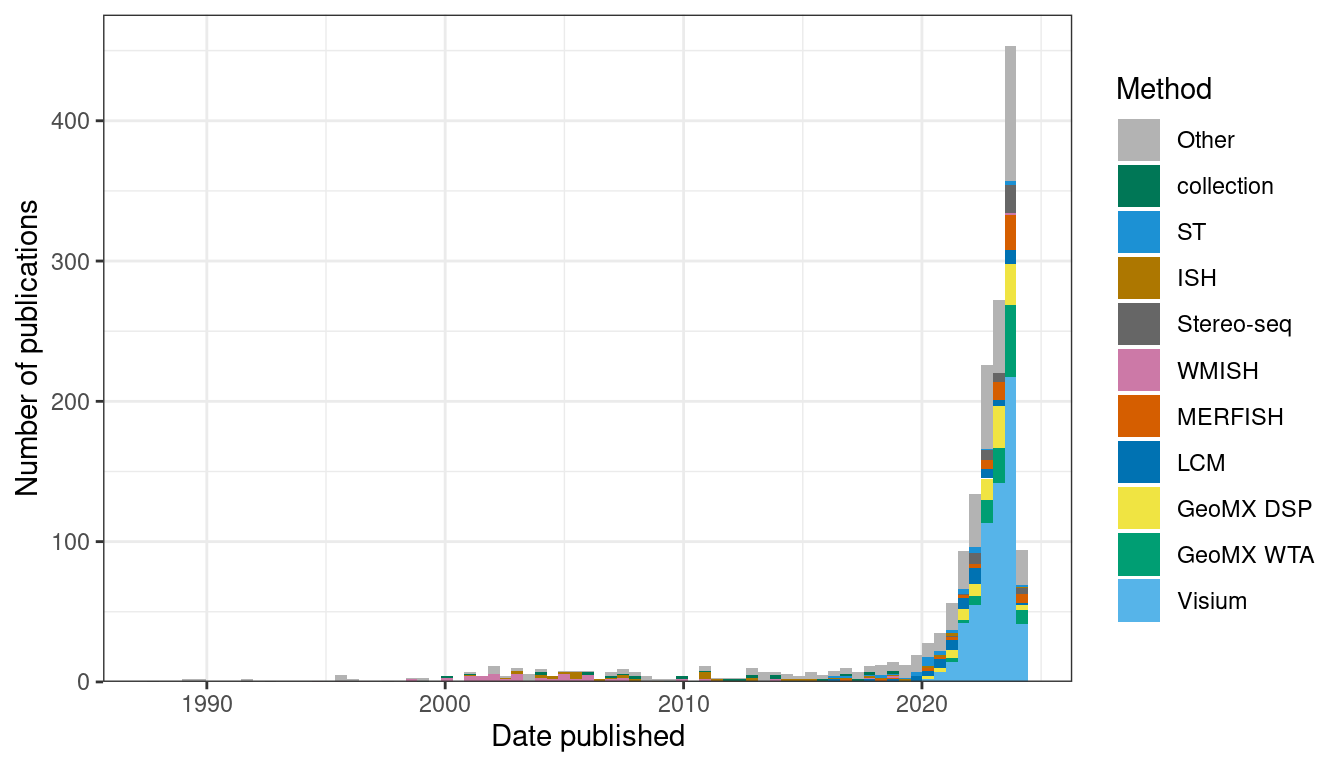 Number of publications
400
300
200
100
0
1990
2000
2010
2020
Date published
Method
Other
collection
ST
ISH
Stereo-seq
WMISH
MERFISH
LCM
GeoMX DSP
GeoMX WTA
Visium